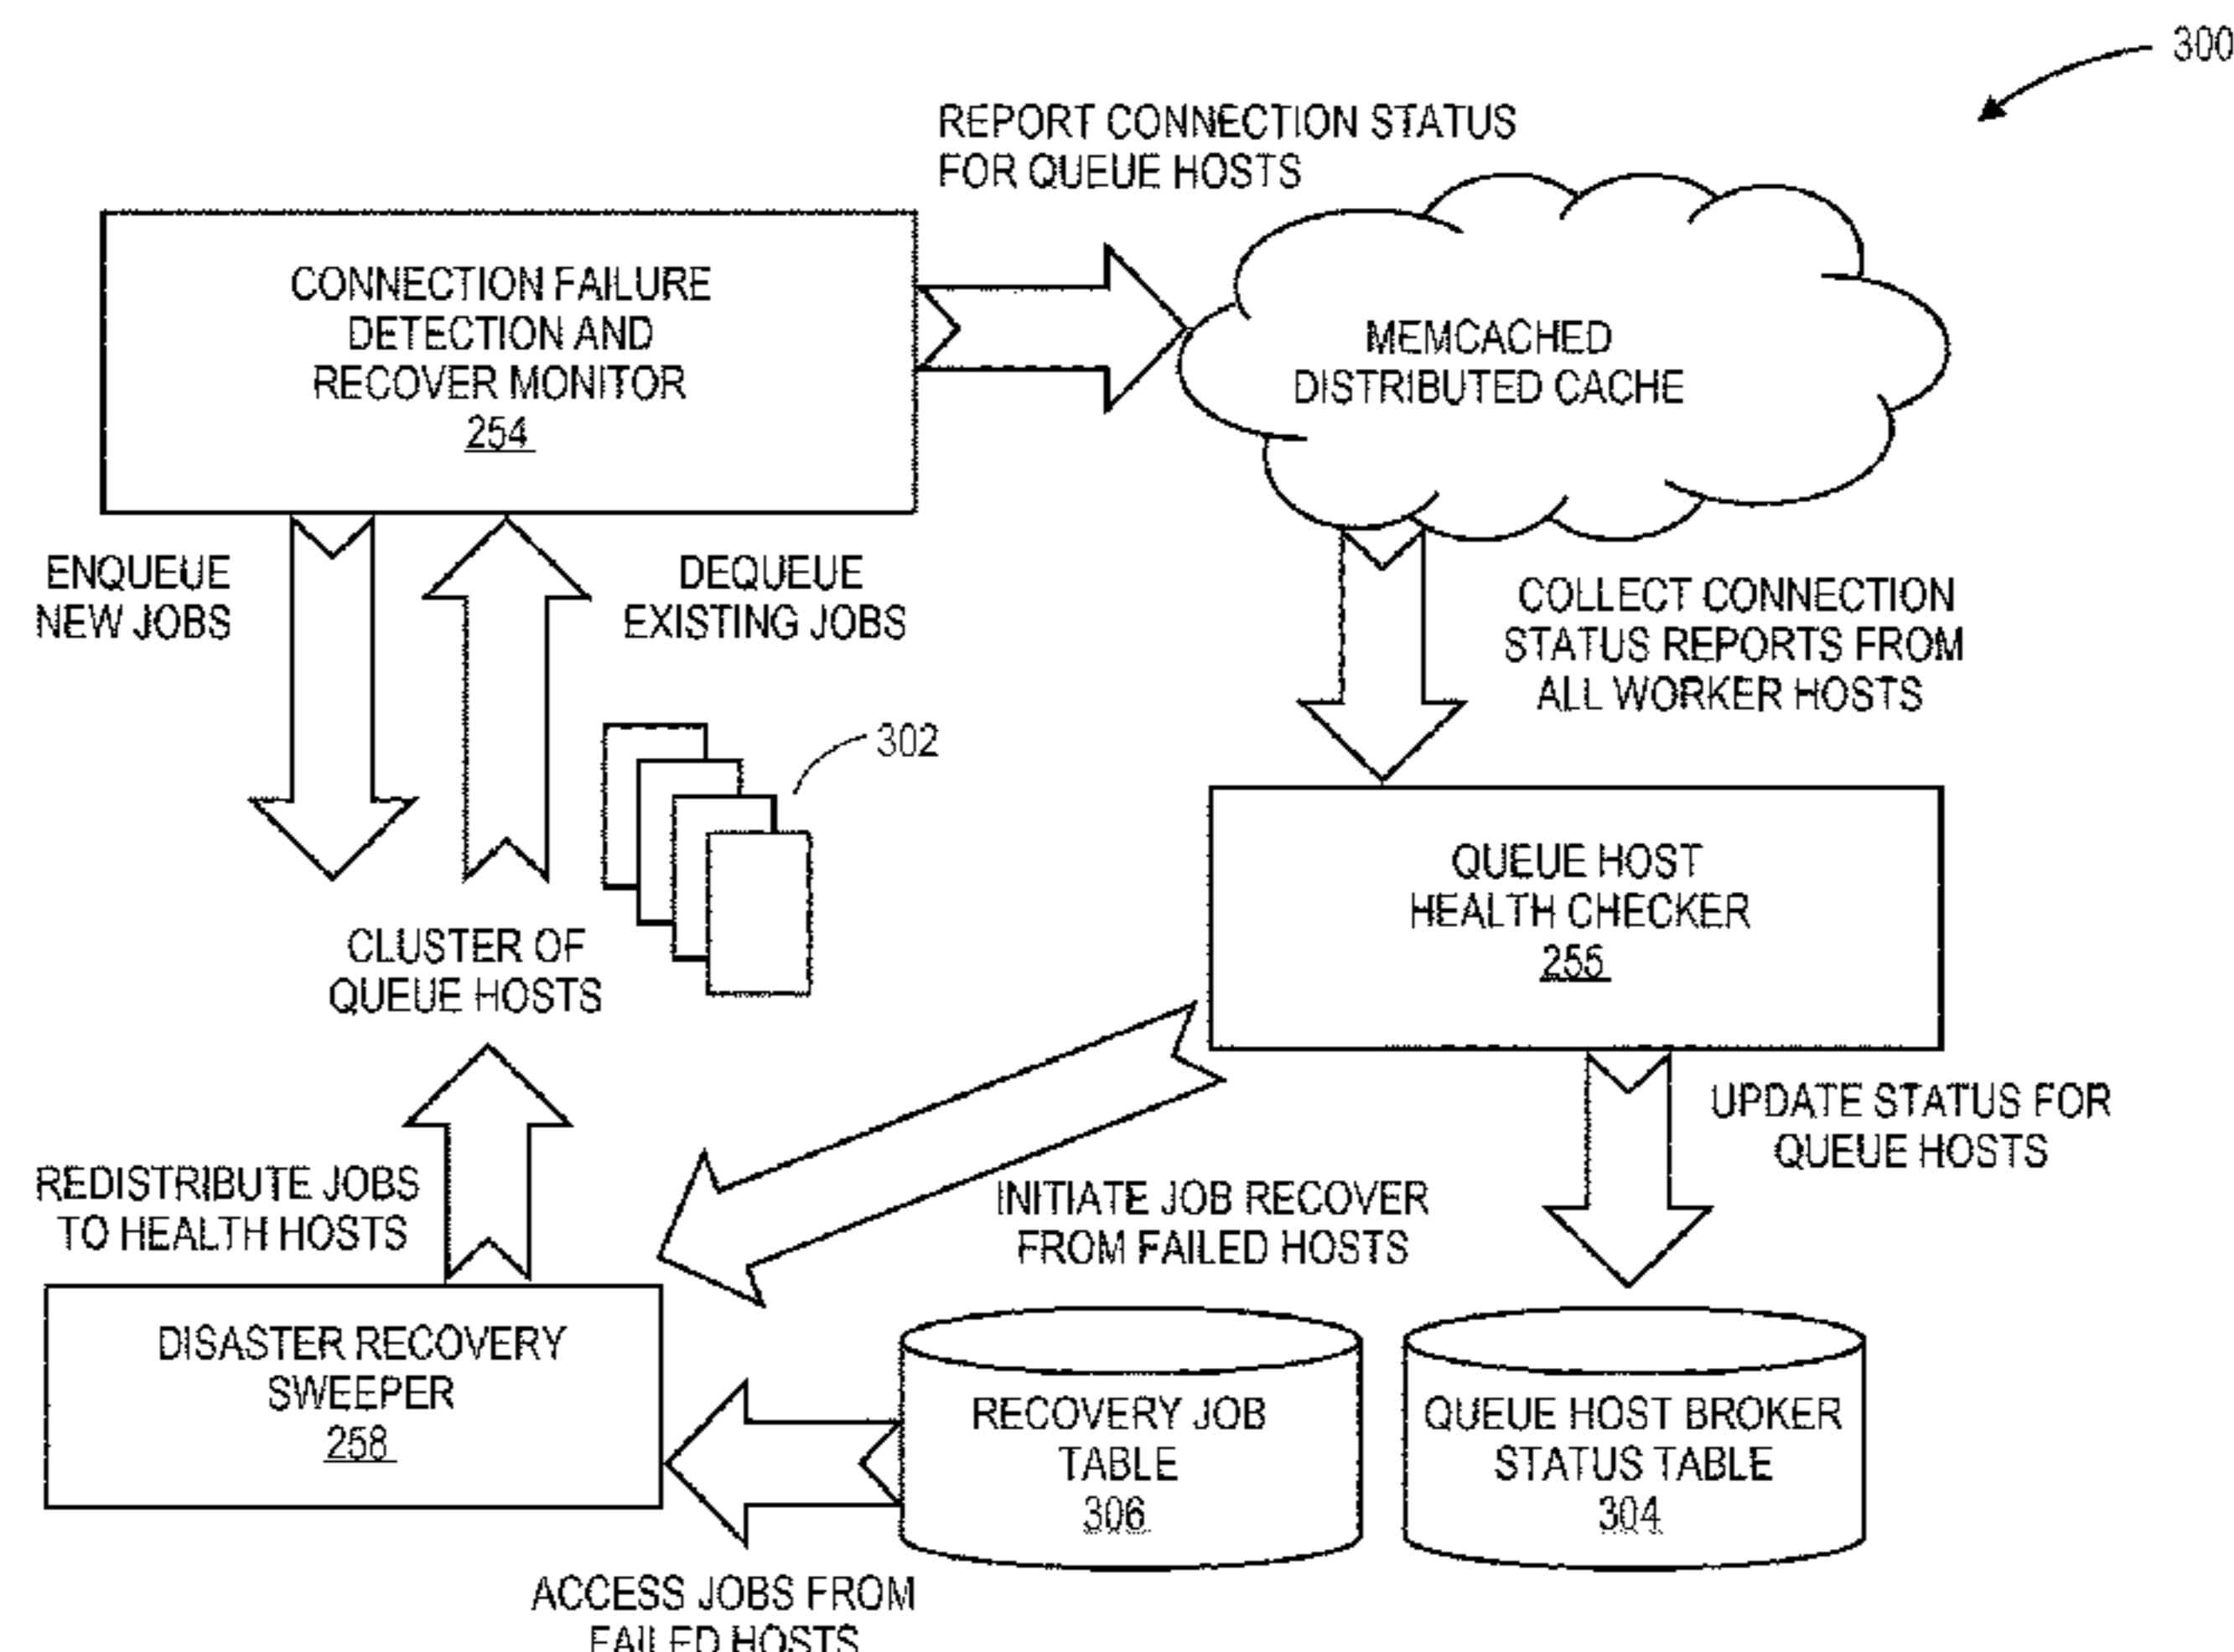 300
REPORT CONNECTION STATUS
FOR QUEUE HOSTS
CONNECTION FAILURE
DETECTION AND
RECOVER MONITOR
254
MEMCACHED
DISTRIBUTED CACHE
ENQUEUE
NEW JOBS
DEQUEUE
EXISTING JOBS
COLLECT CONNECTION
STATUS REPORTS FROM
ALL WORKER HOSTS
302
QUEUE HOST
HEALTH CHECKER
255
CLUSTER OF
QUEUE HOSTS
UPDATE STATUS FOR
QUEUE HOSTS
REDISTRIBUTE JOBS
TO HEALTH HOSTS
INITIATE JOB RECOVER
FROM FAILED HOSTS
DISASTER RECOVERY
SWEEPER
258
RECOVERY JOB
TABLE
306
QUEUE HOST BROKER
STATUS TABLE
304
ACCESS JOBS FROM
FAILED HOSTS